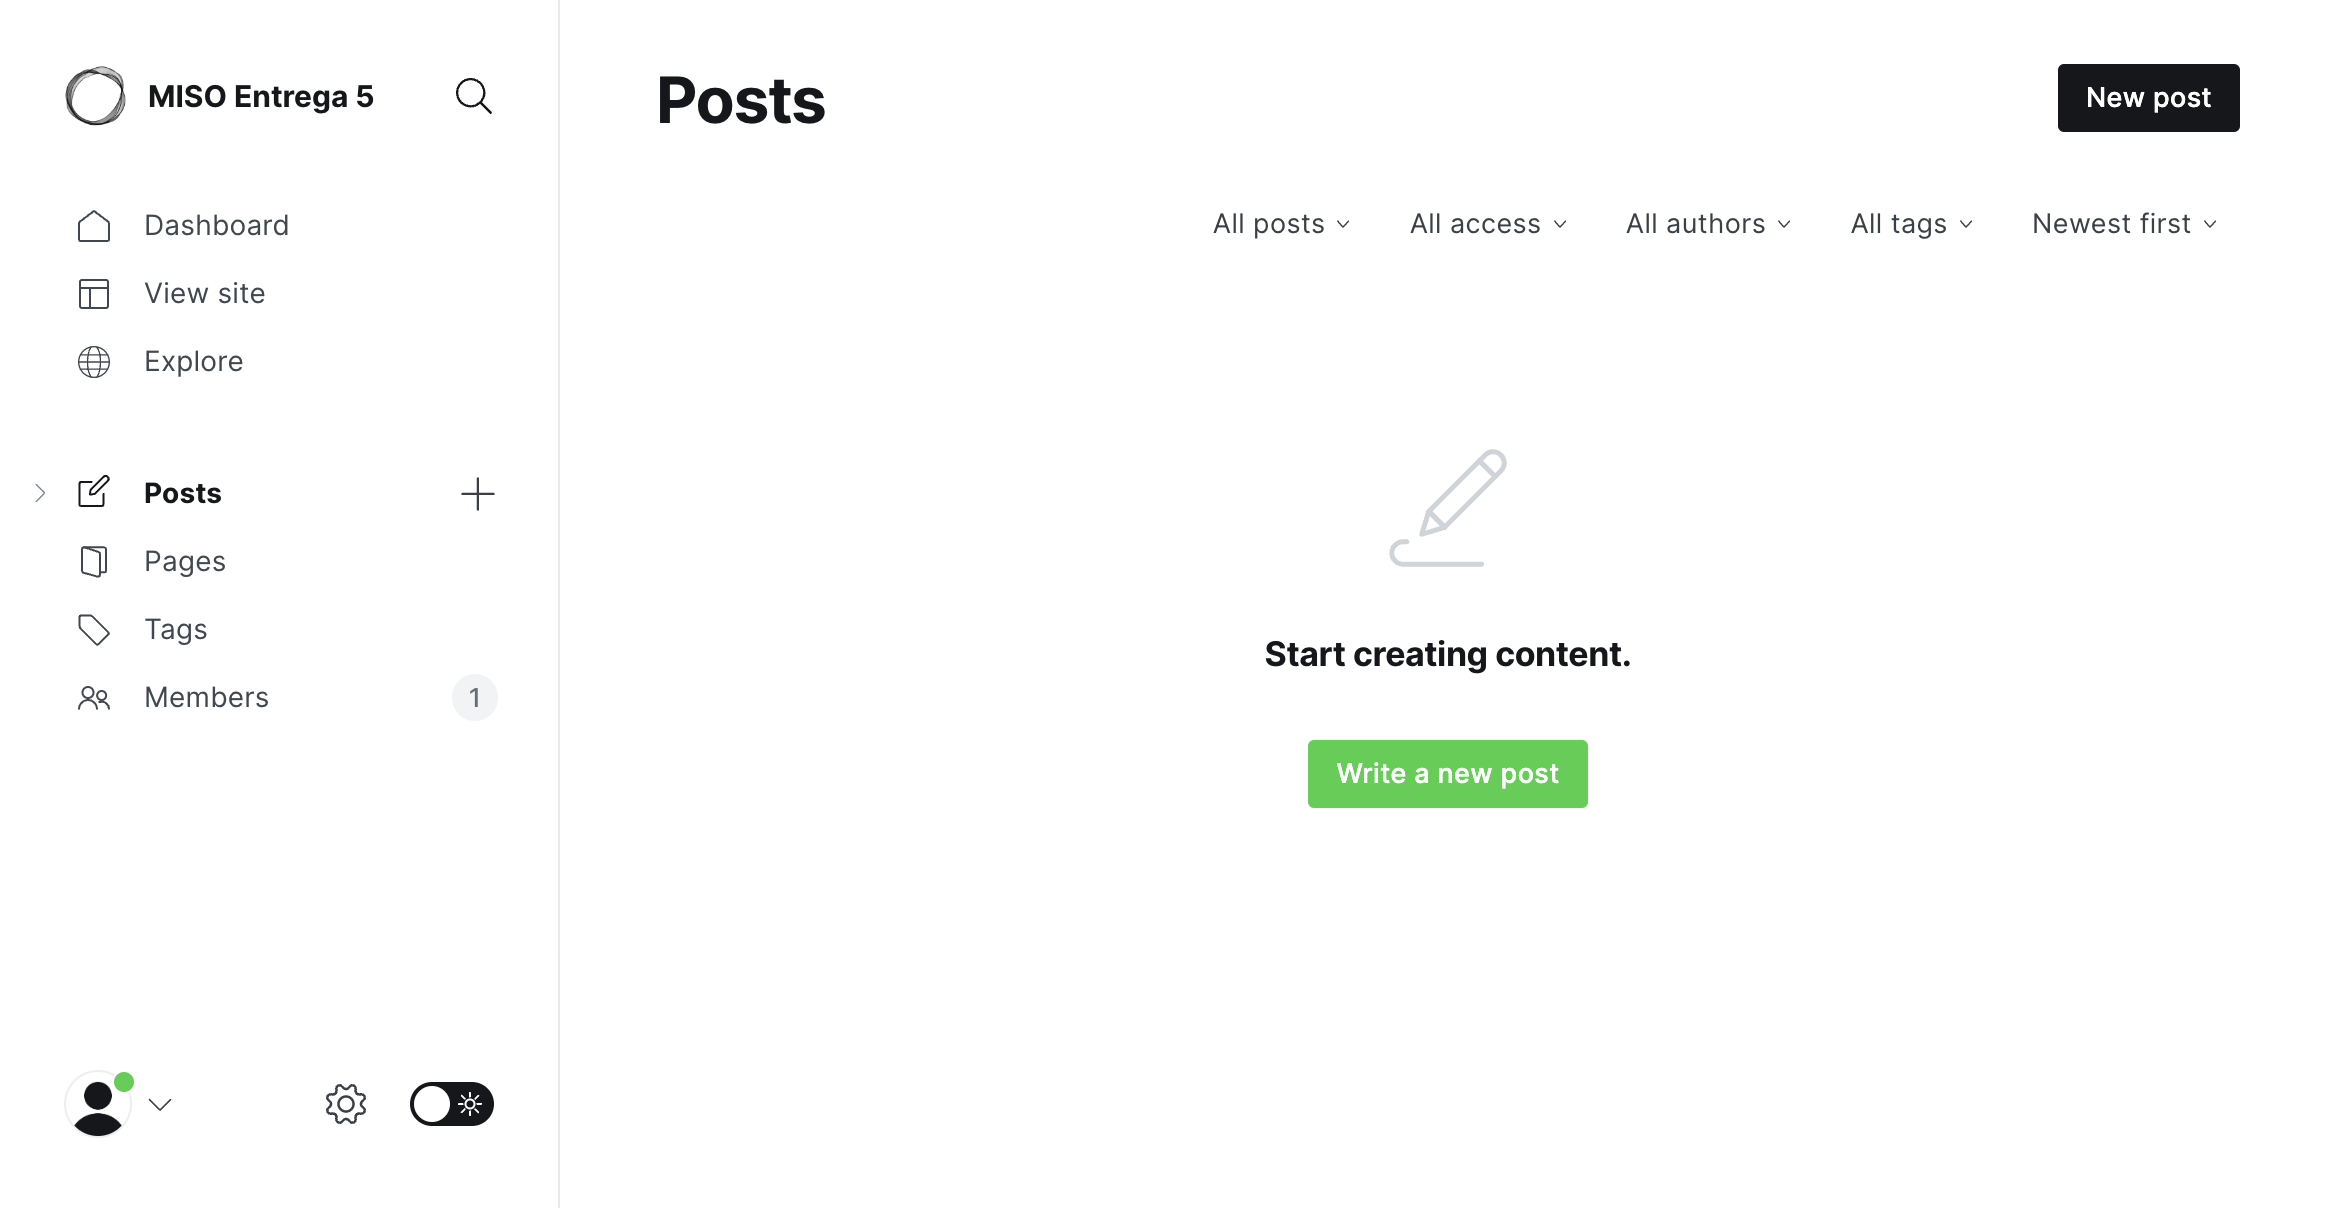 MISO Entrega 5
Dashboard
View site
Explore
Posts
Pages
Tags
Members 1
Posts
New post
All posts All access All authors All tags Newest first
Start creating content.
Write a new post